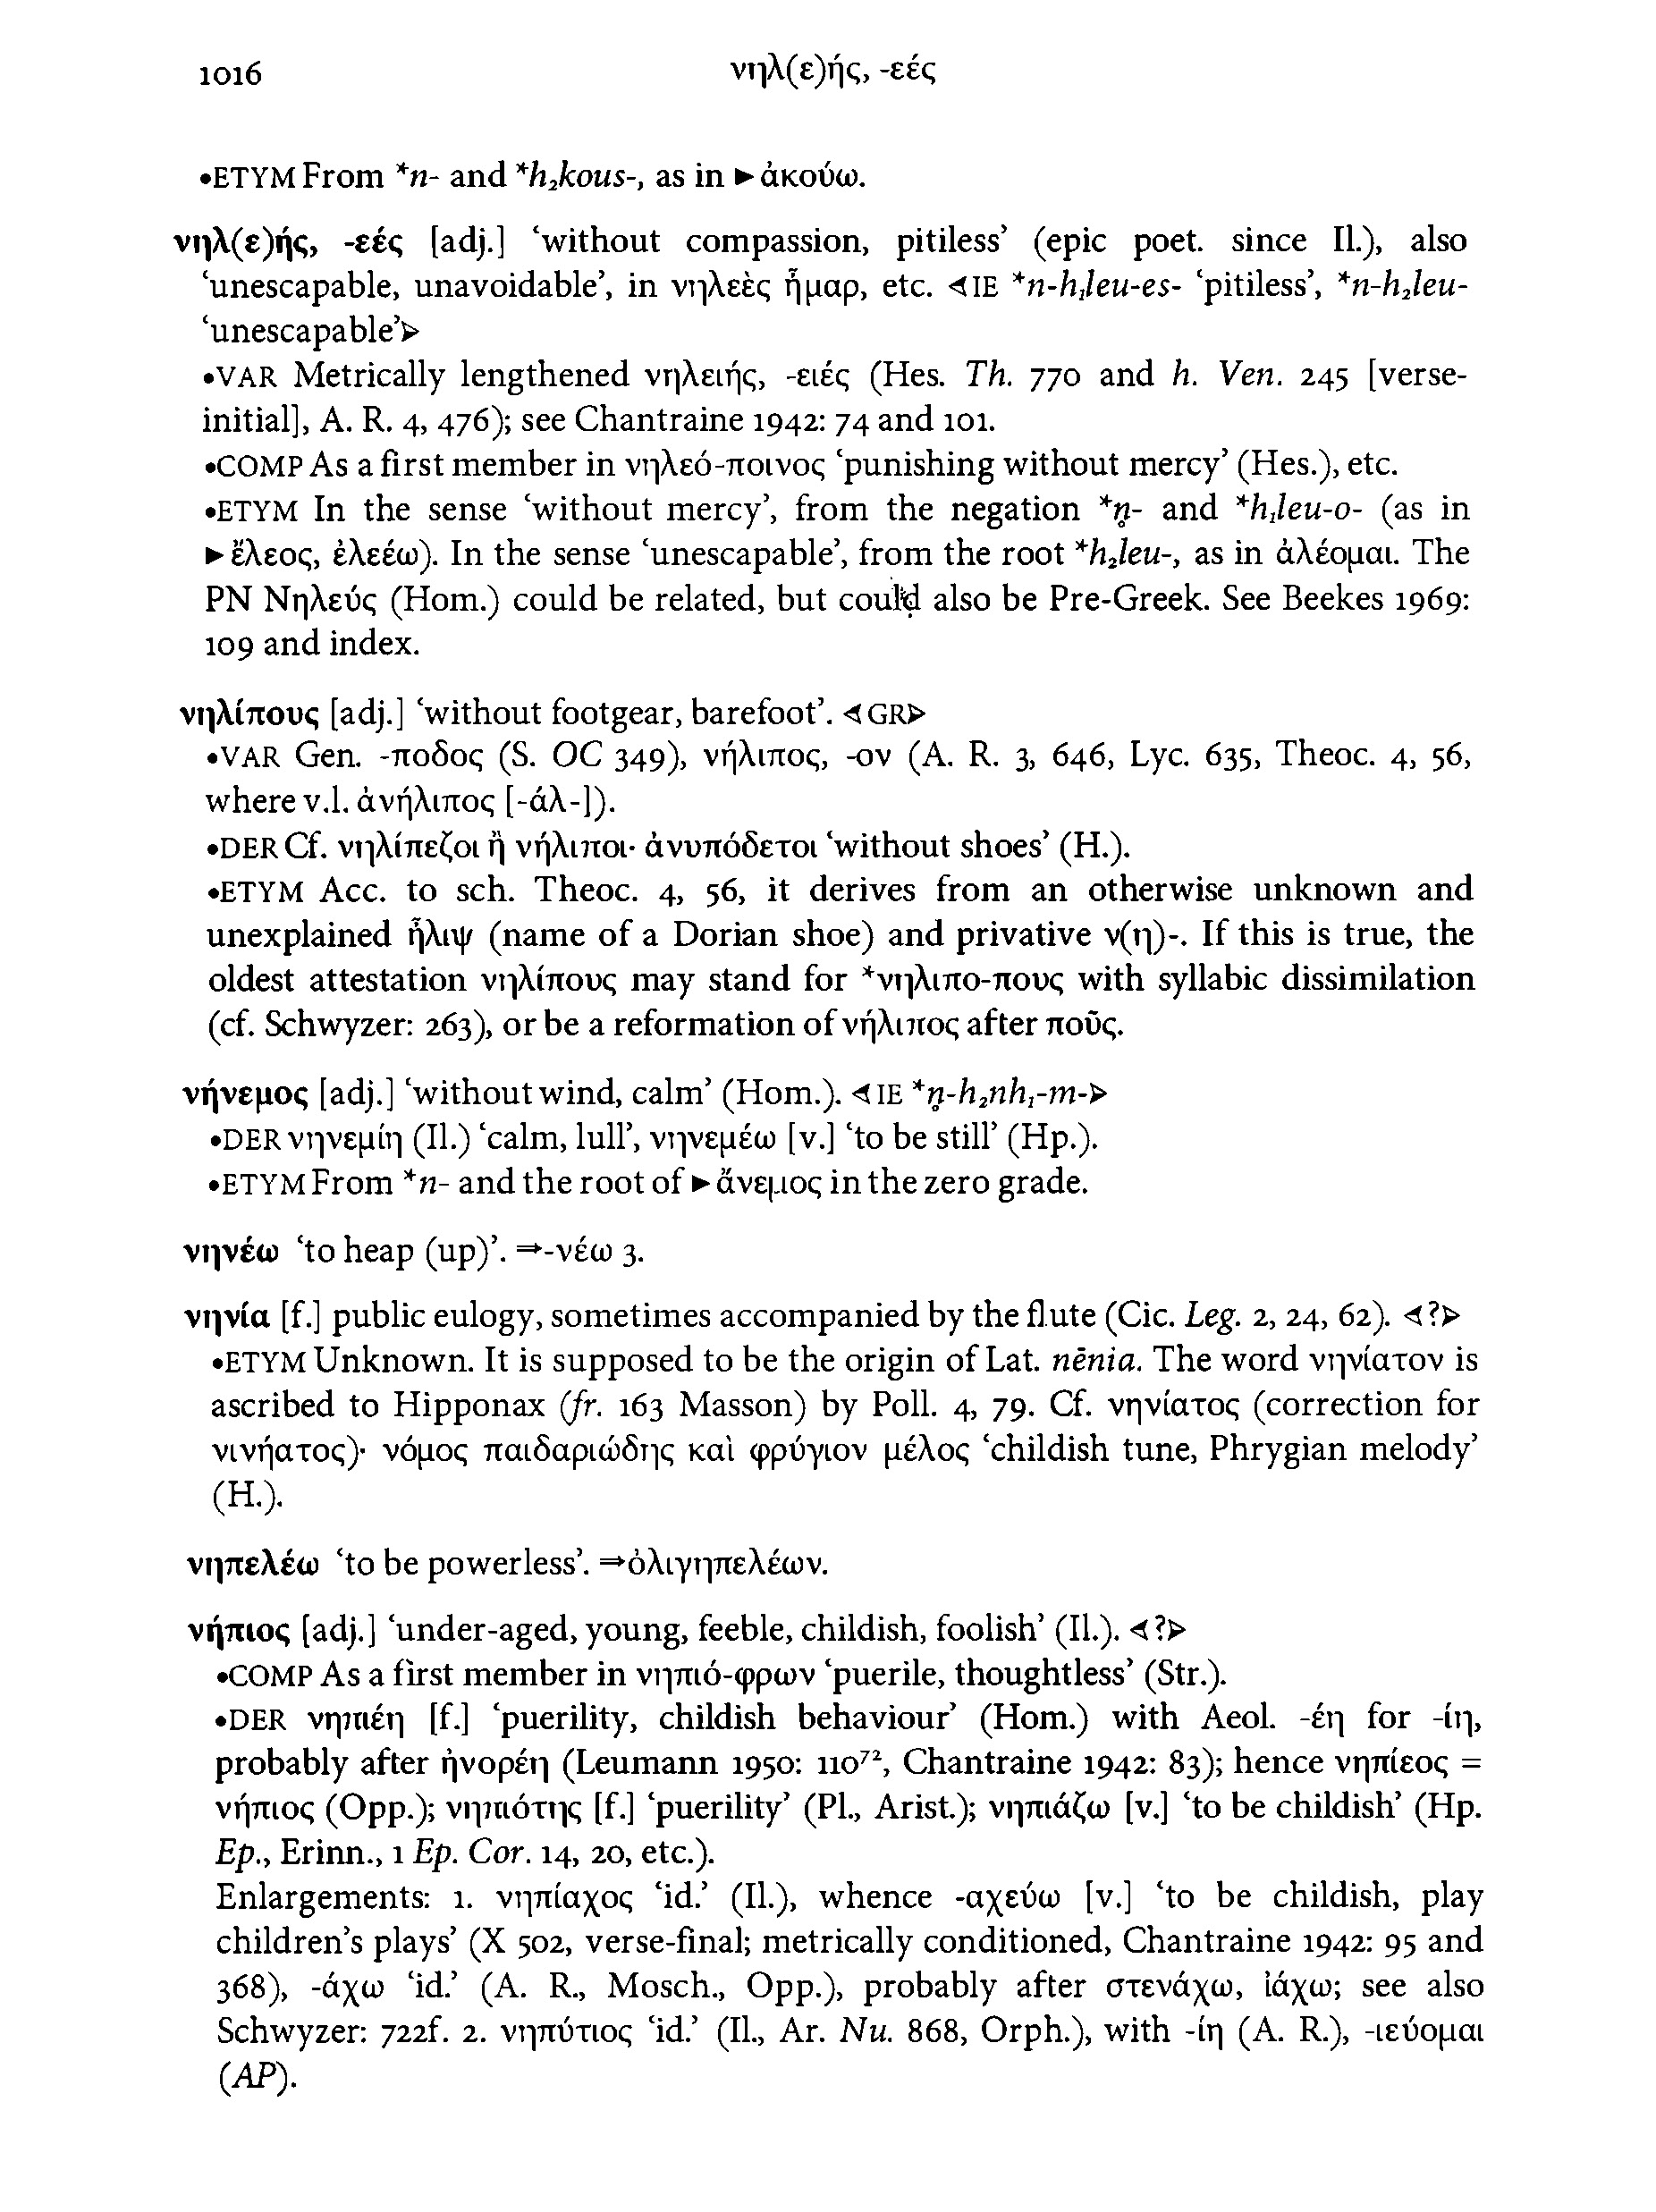 1016
νηλ(ε)ής, -εές
•ETYM From *n- and *h₂kous-, as in ►ἀκούω.
νηλ(ε)ής, -εές [adj.] ‘without compassion, pitiless’ (epic poet. since Il.), also
‘unescapable, unavoidable’, in νηλεὲς ἦμαρ, etc. ◁IE *n-h₁leu-es- ‘pitiless’, *n-h₂leu-
‘unescapable’▷
•VAR Metrically lengthened νηλειής, -ειές (Hes. Th. 770 and h. Ven. 245 [verse-
initial], A. R. 4, 476); see Chantraine 1942: 74 and 101.
•COMP As a first member in νηλεό-ποινος ‘punishing without mercy’ (Hes.), etc.
•ETYM In the sense ‘without mercy’, from the negation *n̥- and *h₁leu-o- (as in
►ἔλεος, ἐλεέω). In the sense ‘unescapable’, from the root *h₂leu-, as in ἀλέομαι. The
PN Νηλεύς (Hom.) could be related, but could also be Pre-Greek. See Beekes 1969:
109 and index.
νηλίπους [adj.] ‘without footgear, barefoot’. ◁GR▷
•VAR Gen. -ποδος (S. OC 349), νήλιπος, -ον (A. R. 3, 646, Lyc. 635, Theoc. 4, 56,
where v.l. ἀνήλιπος [-άλ-]).
•DER Cf. νηλίπεζοι ἢ νήλιποι· ἀνυπόδετοι ‘without shoes’ (H.).
•ETYM Acc. to sch. Theoc. 4, 56, it derives from an otherwise unknown and
unexplained ἦλιψ (name of a Dorian shoe) and privative ν(η)-. If this is true, the
oldest attestation νηλίπους may stand for *νηλιπο-πους with syllabic dissimilation
(cf. Schwyzer: 263), or be a reformation of νήλιπος after πούς.
νήνεμος [adj.] ‘without wind, calm’ (Hom.). ◁IE *n̥-h₂nh₁-m-▷
•DER νηνεμίη (Il.) ‘calm, lull’, νηνεμέω [v.] ‘to be still’ (Hp.).
•ETYM From *n- and the root of ►ἄνεμος in the zero grade.
νηνέω ‘to heap (up)’. ⇒-νέω 3.
νηνία [f.] public eulogy, sometimes accompanied by the flute (Cic. Leg. 2, 24, 62). ◁?▷
•ETYM Unknown. It is supposed to be the origin of Lat. nēnia. The word νηνίατον is
ascribed to Hipponax (fr. 163 Masson) by Poll. 4, 79. Cf. νηνίατος (correction for
νινήατος)· νόμος παιδαριώδης καὶ φρύγιον μέλος ‘childish tune, Phrygian melody’
(H.).
νηπελέω ‘to be powerless’. ⇒ὀλιγηπελέων.
νήπιος [adj.] ‘under-aged, young, feeble, childish, foolish’ (Il.). ◁?▷
•COMP As a first member in νηπιό-φρων ‘puerile, thoughtless’ (Str.).
•DER νηπιέη [f.] ‘puerility, childish behaviour’ (Hom.) with Aeol. -έη for -ίη,
probably after ἠνορέη (Leumann 1950: 110⁷², Chantraine 1942: 83); hence νηπίεος =
νήπιος (Opp.); νηπιότης [f.] ‘puerility’ (Pl., Arist.); νηπιάζω [v.] ‘to be childish’ (Hp.
Ep., Erinn., 1 Ep. Cor. 14, 20, etc.).
Enlargements: 1. νηπίαχος ‘id.’ (Il.), whence -αχεύω [v.] ‘to be childish, play
children’s plays’ (X 502, verse-final; metrically conditioned, Chantraine 1942: 95 and
368), -άχω ‘id.’ (A. R., Mosch., Opp.), probably after στενάχω, ἰάχω; see also
Schwyzer: 722f. 2. νηπύτιος ‘id.’ (Il., Ar. Nu. 868, Orph.), with -ίη (A. R.), -ιεύομαι
(AP).